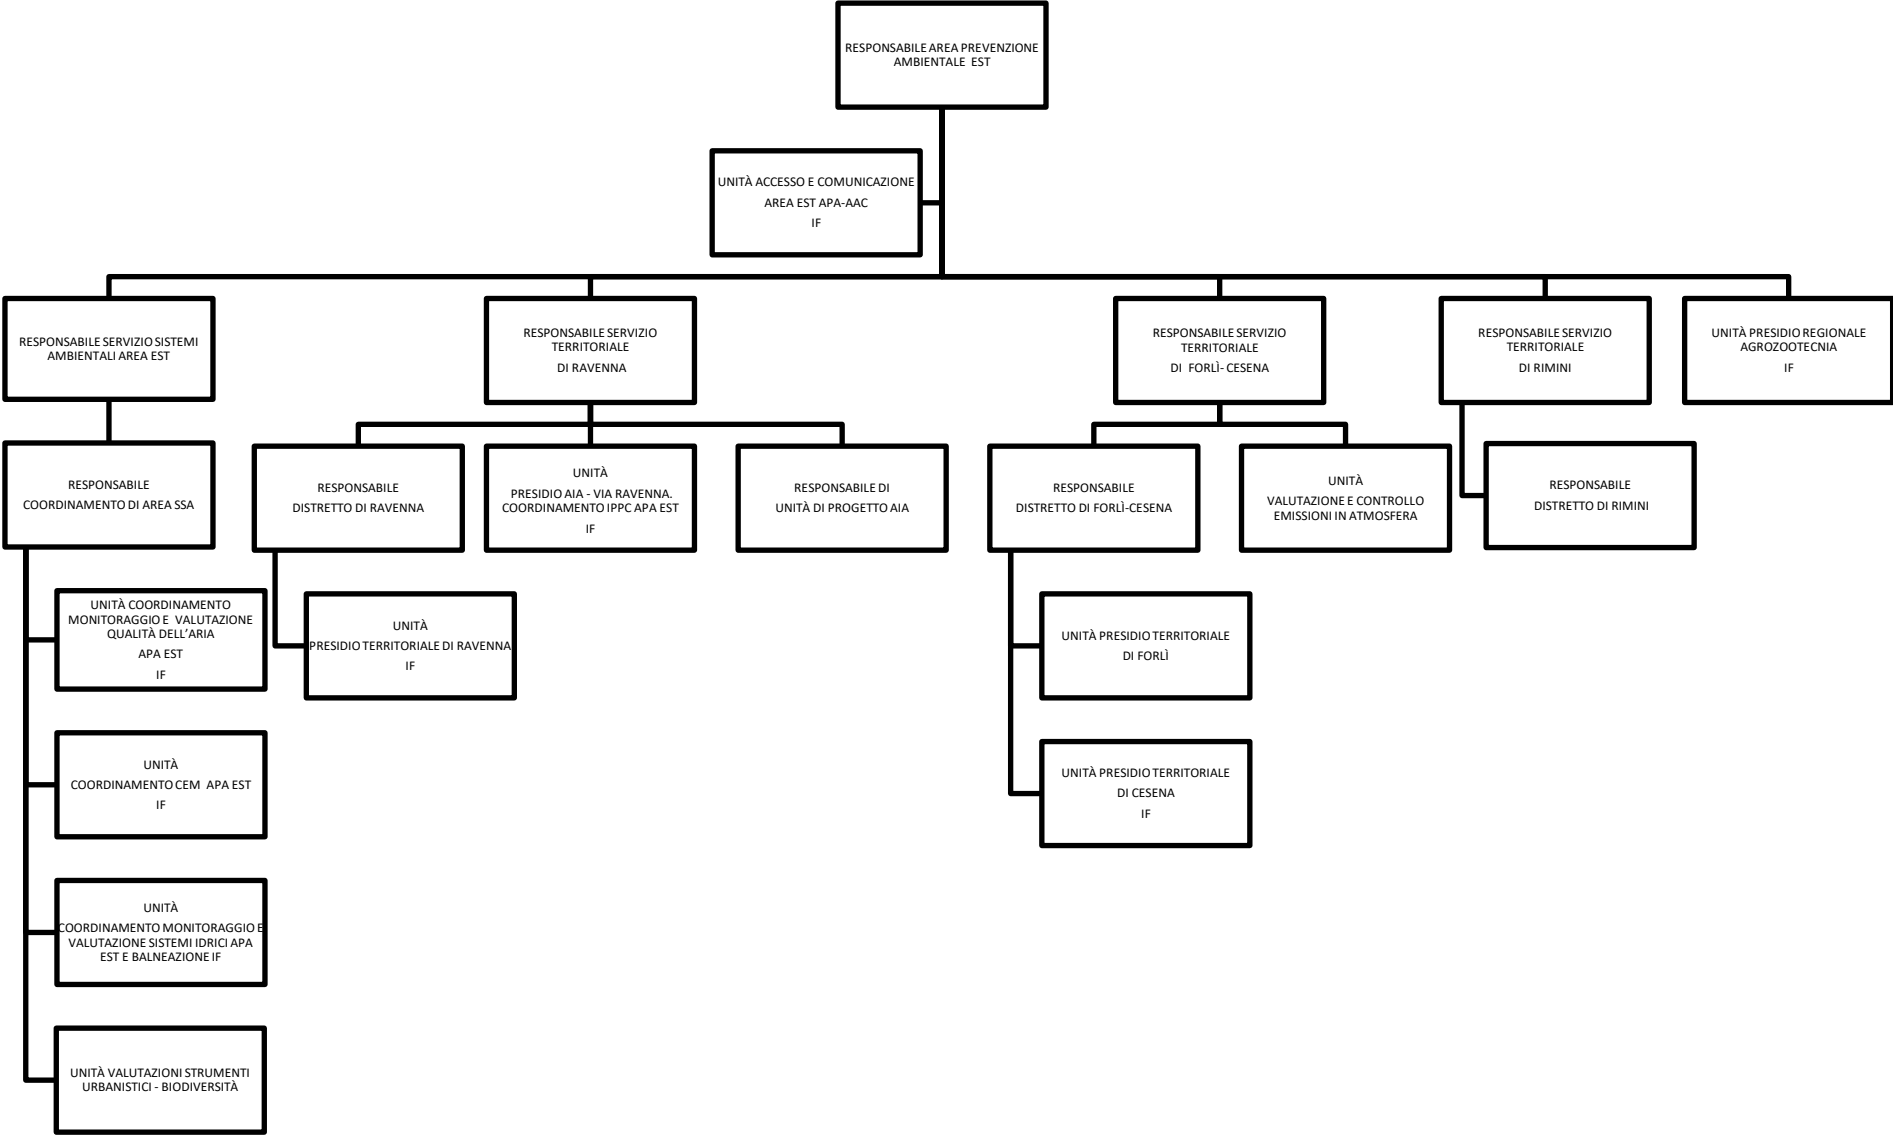 RESPONSABILE AREA PREVENZIONE
AMBIENTALE EST
UNITÀ ACCESSO E COMUNICAZIONE
AREA EST APA-AAC
IF
RESPONSABILE SERVIZIO SISTEMI
AMBIENTALI AREA EST
RESPONSABILE SERVIZIO
TERRITORIALE
DI RAVENNA
RESPONSABILE SERVIZIO
TERRITORIALE
DI FORLÌ- CESENA
RESPONSABILE SERVIZIO
TERRITORIALE
DI RIMINI
UNITÀ PRESIDIO REGIONALE
AGROZOOTECNIA
IF
RESPONSABILE
COORDINAMENTO DI AREA SSA
RESPONSABILE
DISTRETTO DI RAVENNA
UNITÀ
PRESIDIO AIA - VIA RAVENNA.
COORDINAMENTO IPPC APA EST
IF
RESPONSABILE DI
UNITÀ DI PROGETTO AIA
RESPONSABILE
DISTRETTO DI FORLÌ-CESENA
UNITÀ
VALUTAZIONE E CONTROLLO
EMISSIONI IN ATMOSFERA
RESPONSABILE
DISTRETTO DI RIMINI
UNITÀ COORDINAMENTO
MONITORAGGIO E VALUTAZIONE
QUALITÀ DELL'ARIA
APA EST
IF
UNITÀ
PRESIDIO TERRITORIALE DI RAVENNA
IF
UNITÀ PRESIDIO TERRITORIALE
DI FORLÌ
UNITÀ
COORDINAMENTO CEM APA EST
IF
UNITÀ PRESIDIO TERRITORIALE
DI CESENA
IF
UNITÀ
COORDINAMENTO MONITORAGGIO E
VALUTAZIONE SISTEMI IDRICI APA
EST E BALNEAZIONE IF
UNITÀ VALUTAZIONI STRUMENTI
URBANISTICI - BIODIVERSITÀ